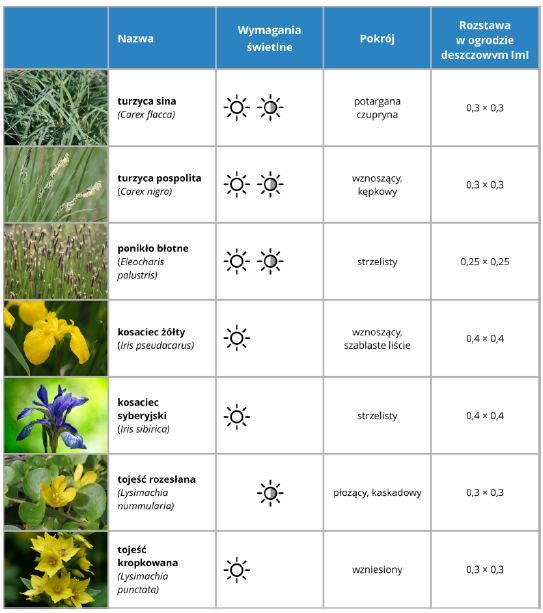 Nazwa
Wymagania
świetlne
Pokrój
Rozstawa
w ogrodzie
deszczowym [m]
turzyca sina
(Carex flacca)
potargana
czupryna
0,3 × 0,3
turzyca pospolita
(Carex nigra)
wznoszący,
kępkowy
0,3 × 0,3
ponikło błotne
(Eleocharis
palustris)
strzelisty
0,25 × 0,25
kosaciec żółty
(Iris pseudacarus)
wznoszący,
szablaste liście
0,4 × 0,4
kosaciec
syberyjski
(Iris sibirica)
strzelisty
0,4 × 0,4
tojeść rozesłana
(Lysimachia
nummularia)
płożący, kaskadowy
0,3 × 0,3
tojeść
kropkowana
(Lysimachia
punctata)
wzniesiony
0,3 × 0,3